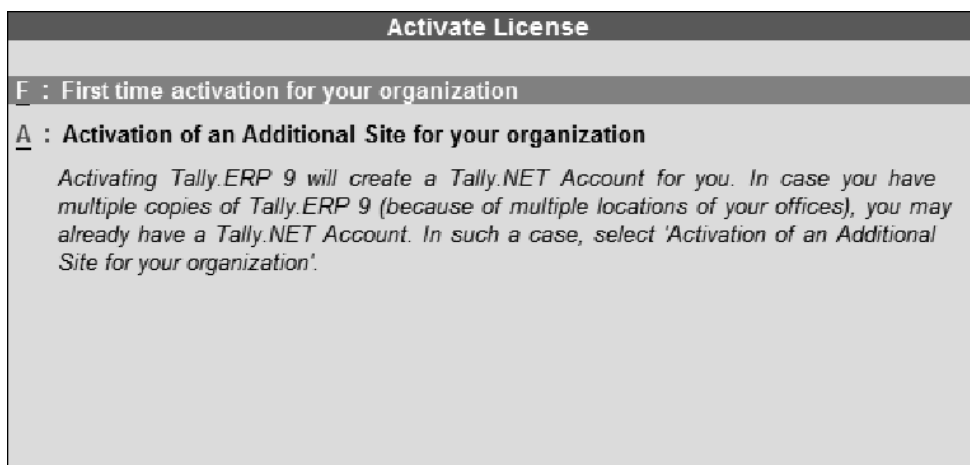 Activate License
F : First time activation for your organization
A : Activation of an Additional Site for your organization
Activating Tally.ERP 9 will create a Tally.NET Account for you. In case you have
multiple copies of Tally.ERP 9 (because of multiple locations of your offices), you may
already have a Tally.NET Account. In such a case, select 'Activation of an Additional
Site for your organization'.